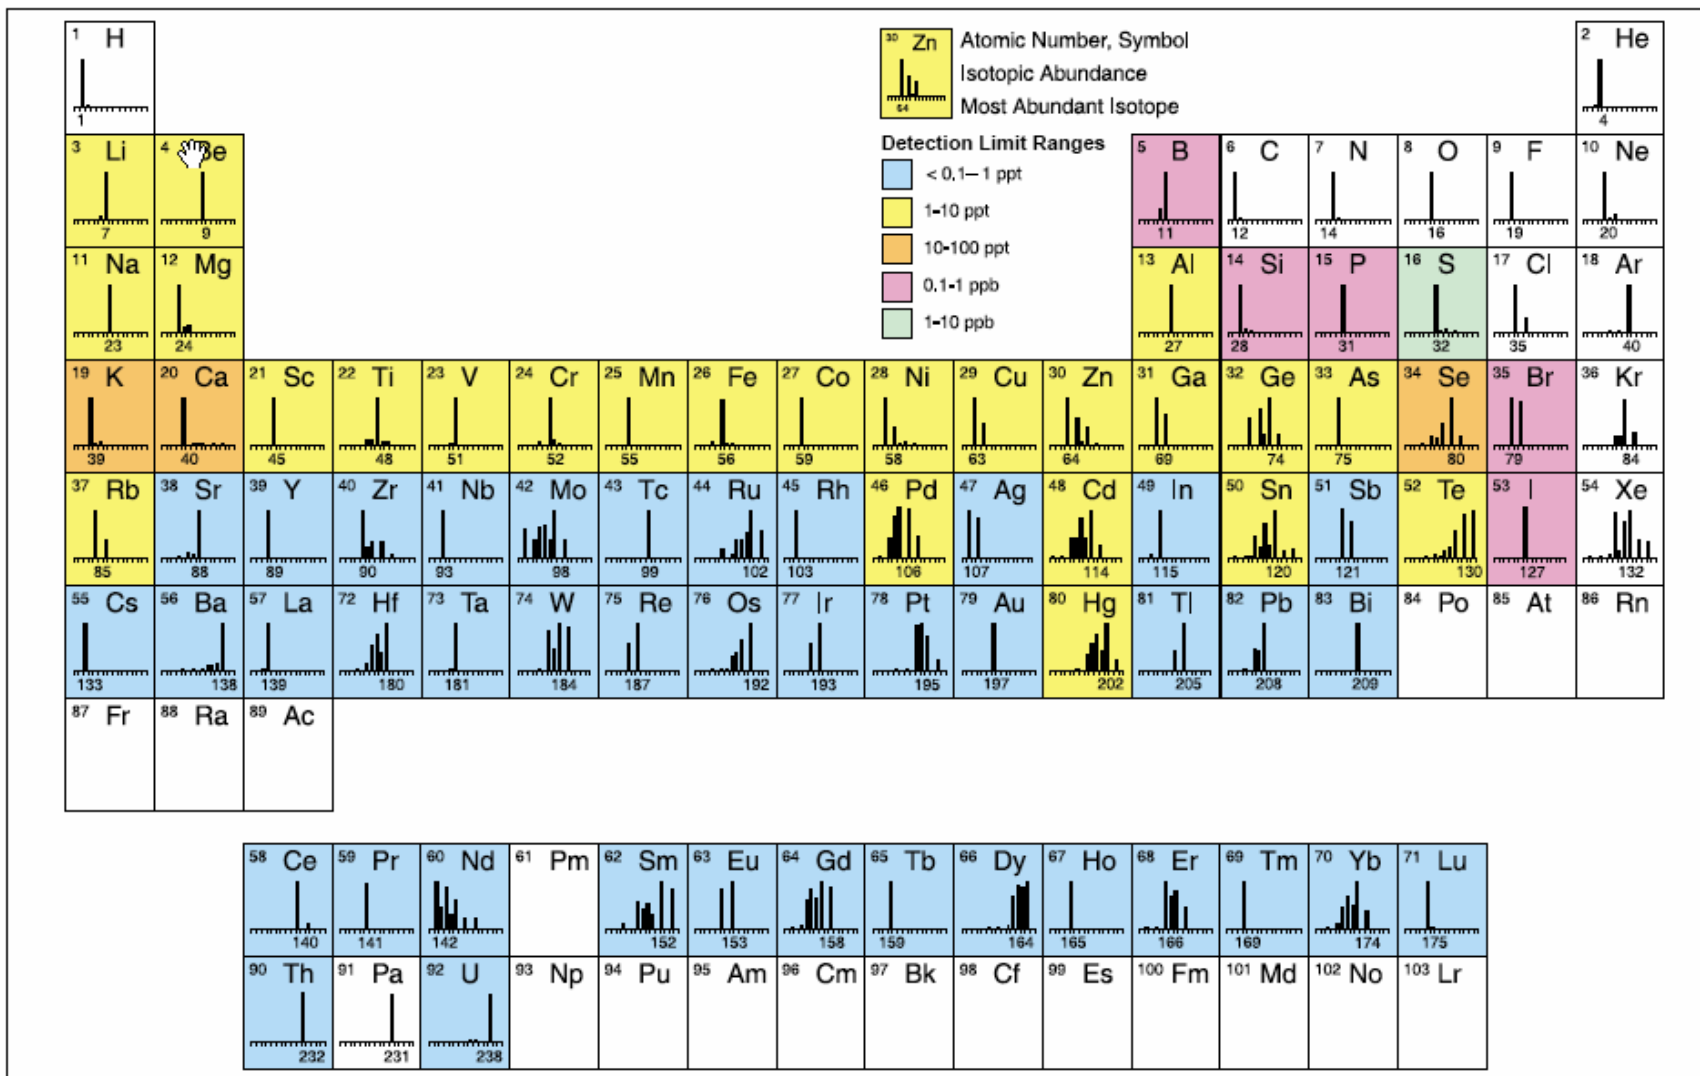 1 H
30 Zn Atomic Number, Symbol
64 Isotopic Abundance
Most Abundant Isotope
2 He
1
4
Detection Limit Ranges
< 0.1–1 ppt
1-10 ppt
10-100 ppt
0.1-1 ppb
1-10 ppb
3 Li 4 Be 5 B 6 C 7 N 8 O 9 F 10 Ne
7 9 11 12 14 16 19 20
11 Na 12 Mg 13 Al 14 Si 15 P 16 S 17 Cl 18 Ar
23 24 27 28 31 32 35 40
19 K 20 Ca 21 Sc 22 Ti 23 V 24 Cr 25 Mn 26 Fe 27 Co 28 Ni 29 Cu 30 Zn 31 Ga 32 Ge 33 As 34 Se 35 Br 36 Kr
39 40 45 48 51 52 55 56 59 58 63 64 69 74 75 80 79 84
37 Rb 38 Sr 39 Y 40 Zr 41 Nb 42 Mo 43 Tc 44 Ru 45 Rh 46 Pd 47 Ag 48 Cd 49 In 50 Sn 51 Sb 52 Te 53 I 54 Xe
85 88 89 90 93 98 99 102 103 106 107 114 115 120 121 130 127 132
55 Cs 56 Ba 57 La 72 Hf 73 Ta 74 W 75 Re 76 Os 77 Ir 78 Pt 79 Au 80 Hg 81 Tl 82 Pb 83 Bi 84 Po 85 At 86 Rn
133 138 139 180 181 184 187 192 193 195 197 202 205 208 209
87 Fr 88 Ra 89 Ac
58 Ce 59 Pr 60 Nd 61 Pm 62 Sm 63 Eu 64 Gd 65 Tb 66 Dy 67 Ho 68 Er 69 Tm 70 Yb 71 Lu
140 141 142 152 153 158 159 164 165 166 169 174 175
90 Th 91 Pa 92 U 93 Np 94 Pu 95 Am 96 Cm 97 Bk 98 Cf 99 Es 100 Fm 101 Md 102 No 103 Lr
232 231 238